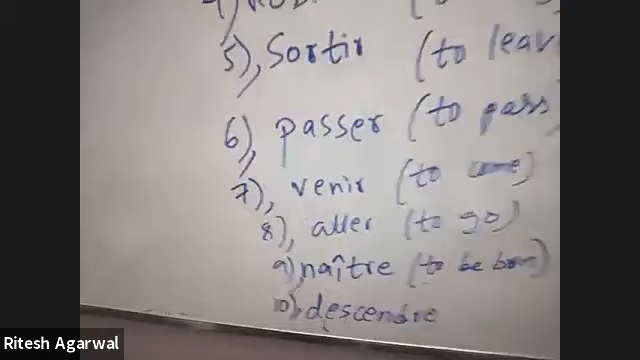 5), Sortir (to leav
6), passer (to pass
7), venir (to come)
8), aller (to go)
9) naître (to be born)
10) descendre
Ritesh Agarwal